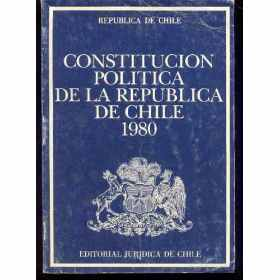 REPUBLICA DE CHILE
CONSTITUCION
POLITICA
DE LA REPUBLICA
DE CHILE
1980
EDITORIAL JURIDICA DE CHILE